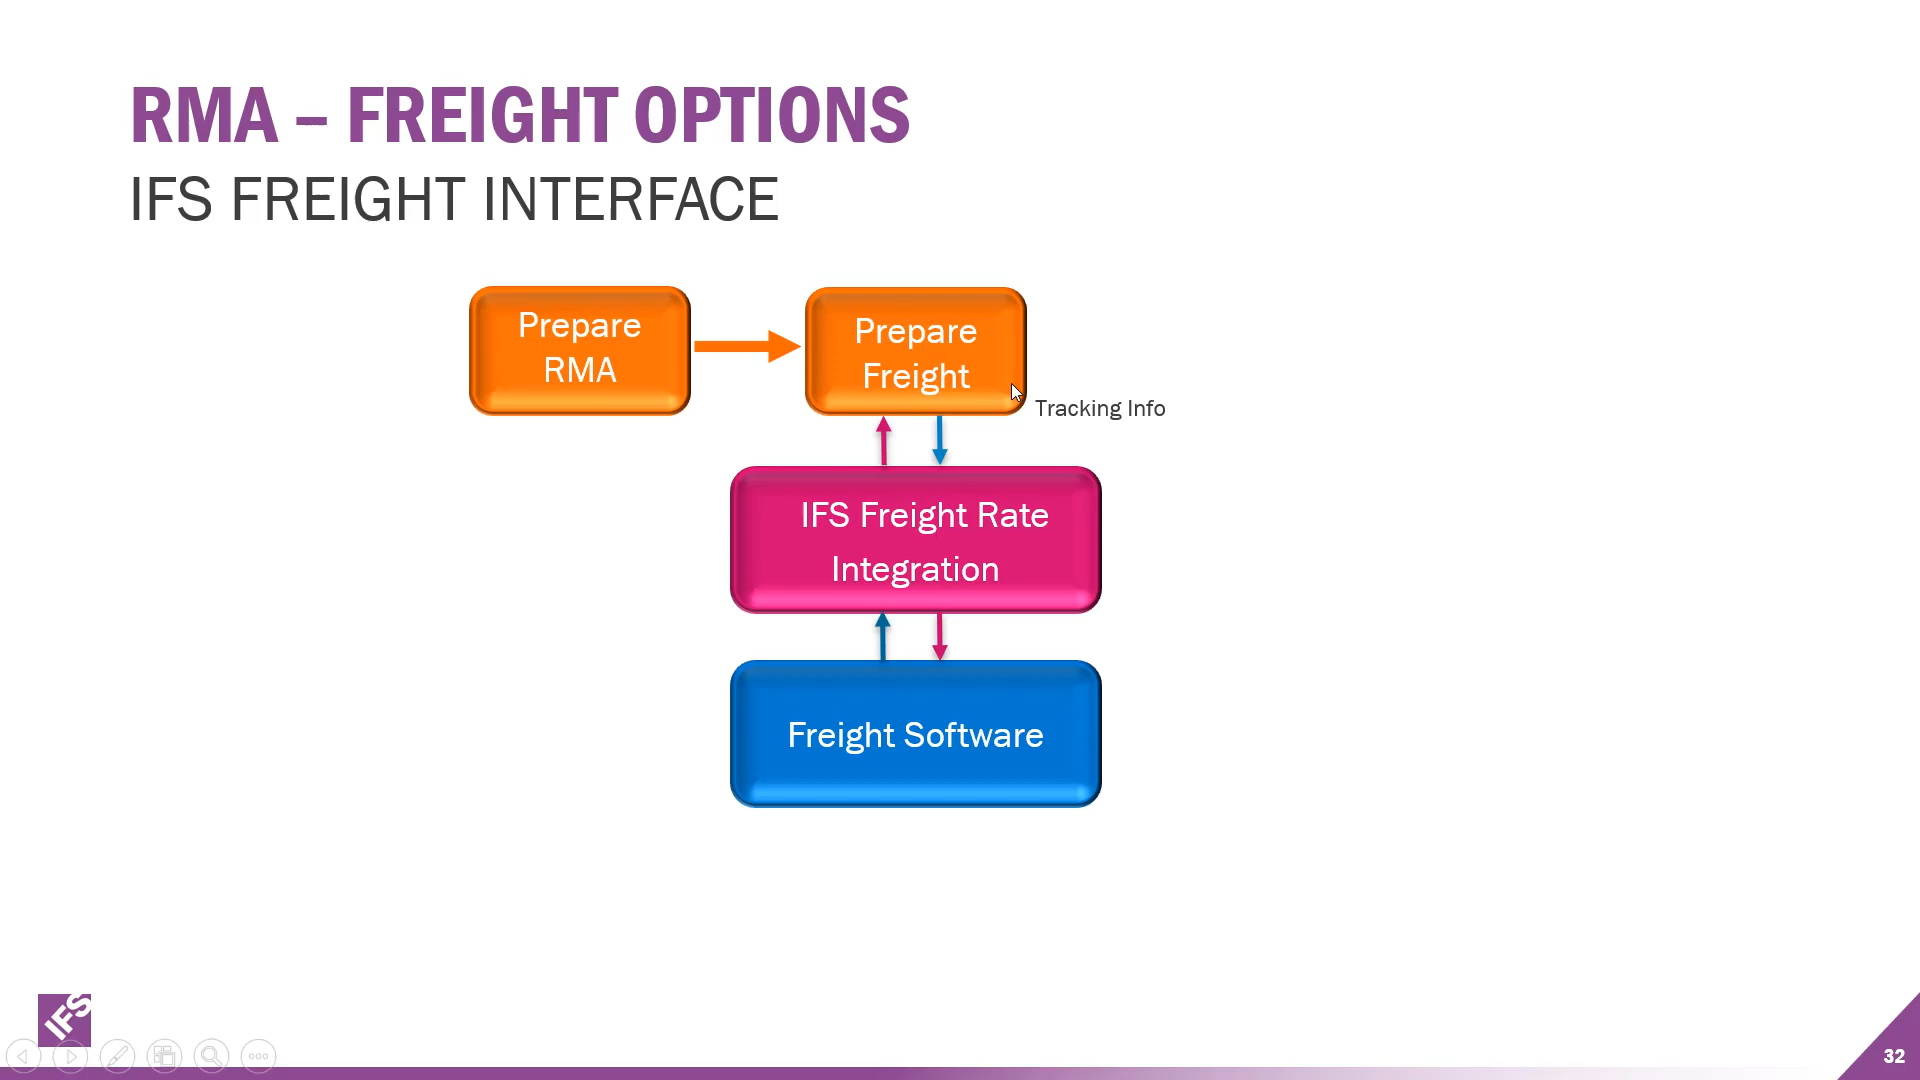 RMA – FREIGHT OPTIONS
IFS FREIGHT INTERFACE
Prepare
RMA
Prepare
Freight
Tracking Info
IFS Freight Rate
Integration
Freight Software
IFS
32